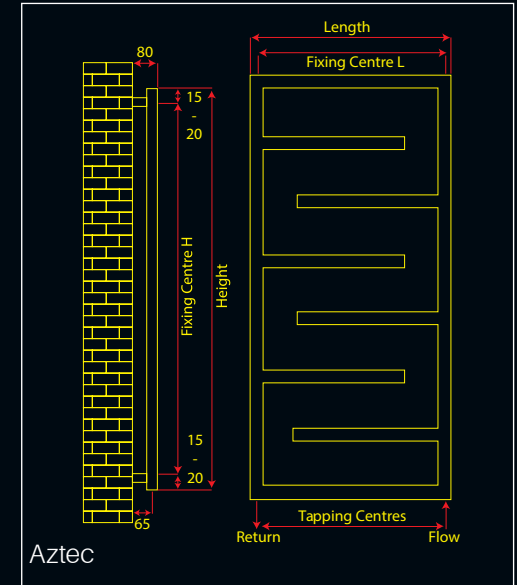 Length
80
Fixing Centre L
15
-
20
Fixing Centre H
Height
15
-
20
65
Tapping Centres
Return
Flow
Aztec